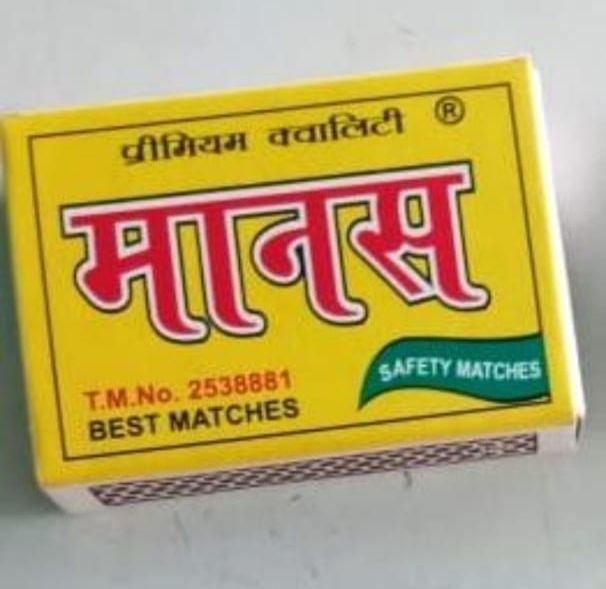 प्रीमियम क्वालिटी ®
मानस
T.M.No. 2538881
BEST MATCHES
SAFETY MATCHES